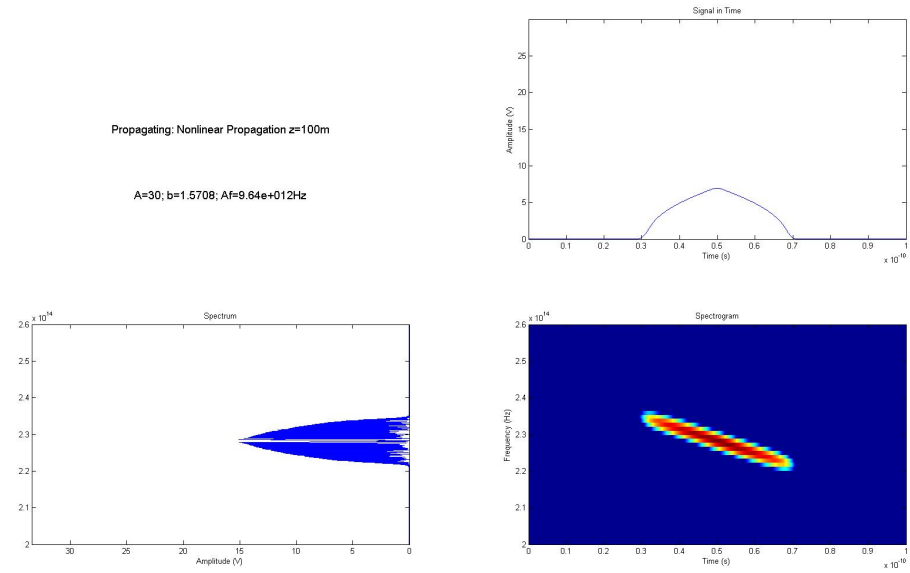 Propagating: Nonlinear Propagation z=100m
A=30; b=1.5708; Af=9.64e+012Hz
Signal in Time
25
20
15
10
5
0
Amplitude (V)
0 0.1 0.2 0.3 0.4 0.5 0.6 0.7 0.8 0.9 1
Time (s)
x 10^-10
Spectrum
x 10^14
2.6
2.5
2.4
2.3
2.2
2.1
2
30 25 20 15 10 5 0
Amplitude (V)
Spectrogram
x 10^14
2.6
2.5
2.4
2.3
2.2
2.1
2
Frequency (Hz)
0 0.1 0.2 0.3 0.4 0.5 0.6 0.7 0.8 0.9 1
Time (s)
x 10^-10